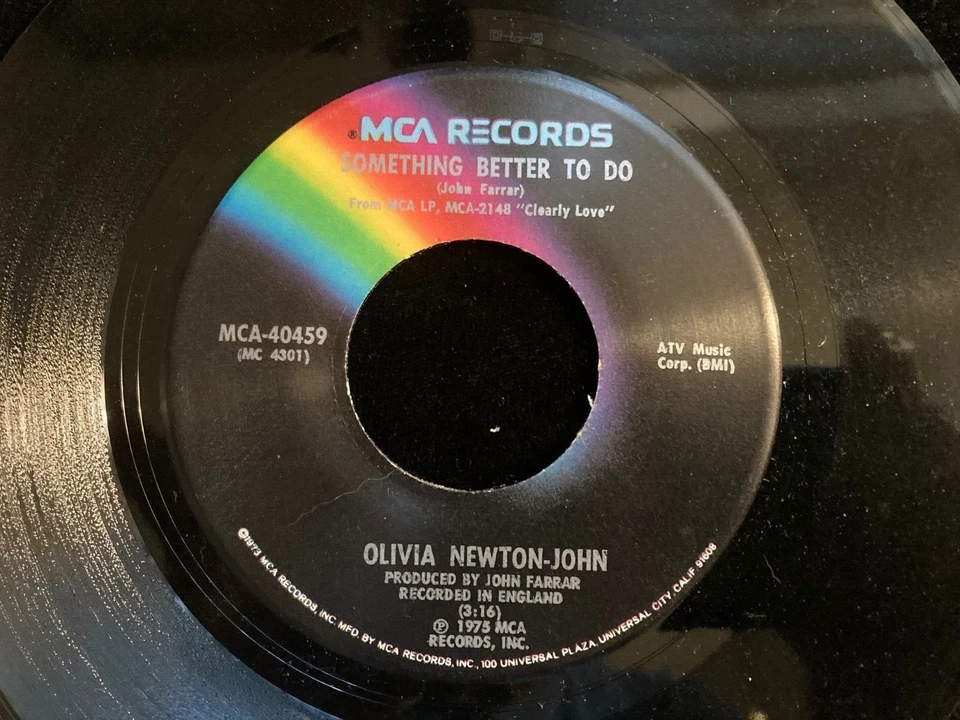 ® MCA RECORDS
SOMETHING BETTER TO DO
(John Farrar)
From MCA LP, MCA-2148 "Clearly Love"
MCA-40459
(MC 4301)
ATV Music
Corp. (BMI)
OLIVIA NEWTON-JOHN
PRODUCED BY JOHN FARRAR
RECORDED IN ENGLAND
(3:16)
℗ 1975 MCA
RECORDS, INC.
©1973 MCA RECORDS, INC. MFD. BY MCA RECORDS, INC., 100 UNIVERSAL PLAZA, UNIVERSAL CITY, CALIF. 91608